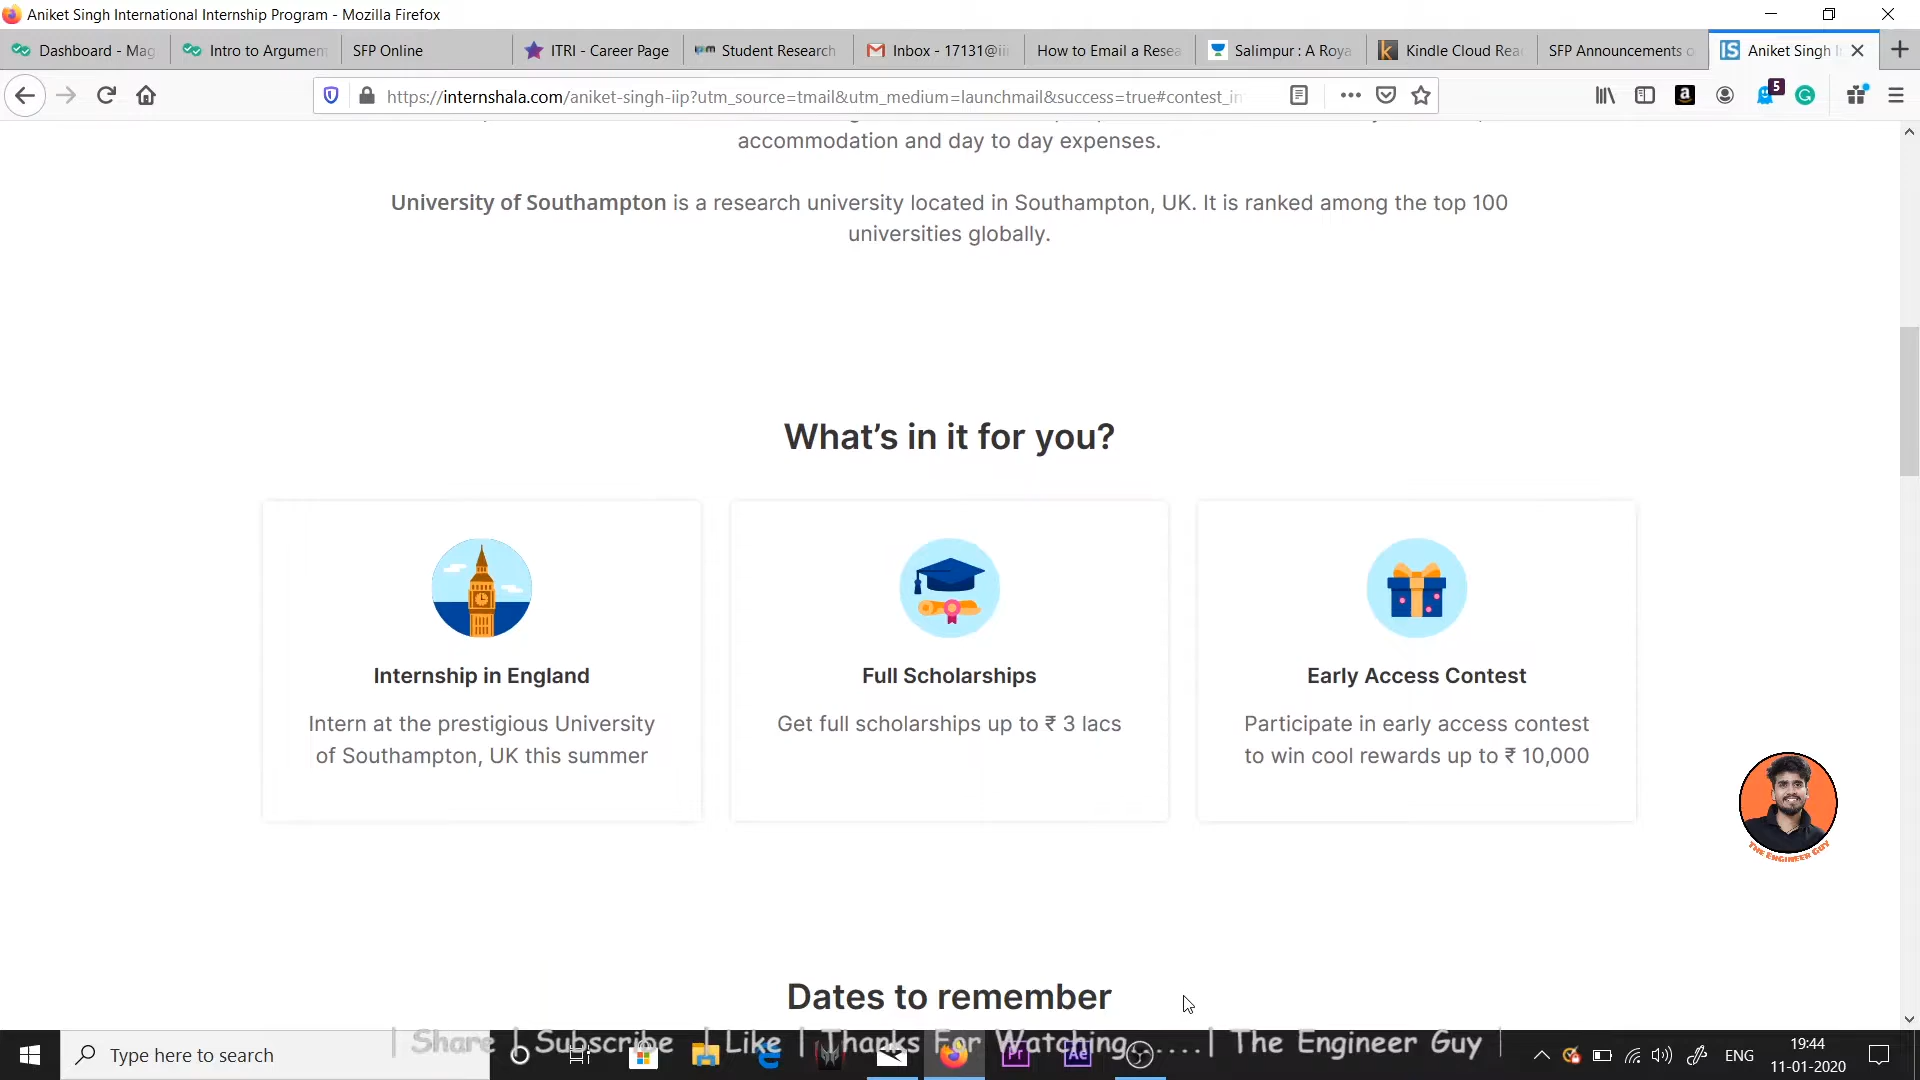 Aniket Singh International Internship Program - Mozilla Firefox
Dashboard - Mag
Intro to Argumen
SFP Online
ITRI - Career Page
Student Research
Inbox - 17131@iii
How to Email a Resea
Salimpur : A Roya
Kindle Cloud Rea
SFP Announcements o
Aniket Singh I
https://internshala.com/aniket-singh-iip?utm_source=tmail&utm_medium=launchmail&success=true#contest_in
5
accommodation and day to day expenses.
University of Southampton is a research university located in Southampton, UK. It is ranked among the top 100
universities globally.
What's in it for you?
Internship in England
Intern at the prestigious University
of Southampton, UK this summer
Full Scholarships
Get full scholarships up to ₹ 3 lacs
Early Access Contest
Participate in early access contest
to win cool rewards up to ₹ 10,000
THE ENGINEER GUY
Dates to remember
| Share | Subscribe | Like | Thanks For Watching......| The Engineer Guy |
Type here to search
Pr
Ae
ENG
19:44
11-01-2020